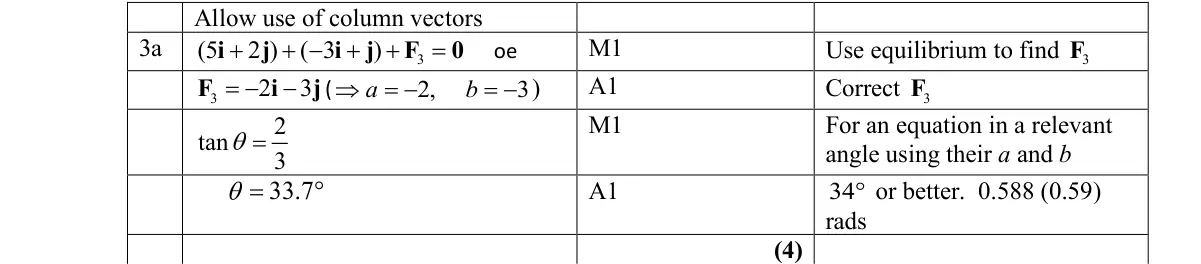 Allow use of column vectors
3a (5i + 2j) + (−3i + j) + F₃ = 0 oe M1 Use equilibrium to find F₃
F₃ = −2i − 3j (⇒ a = −2, b = −3) A1 Correct F₃
tan θ = 2/3 M1 For an equation in a relevant
angle using their a and b
θ = 33.7° A1 34° or better. 0.588 (0.59)
rads
(4)